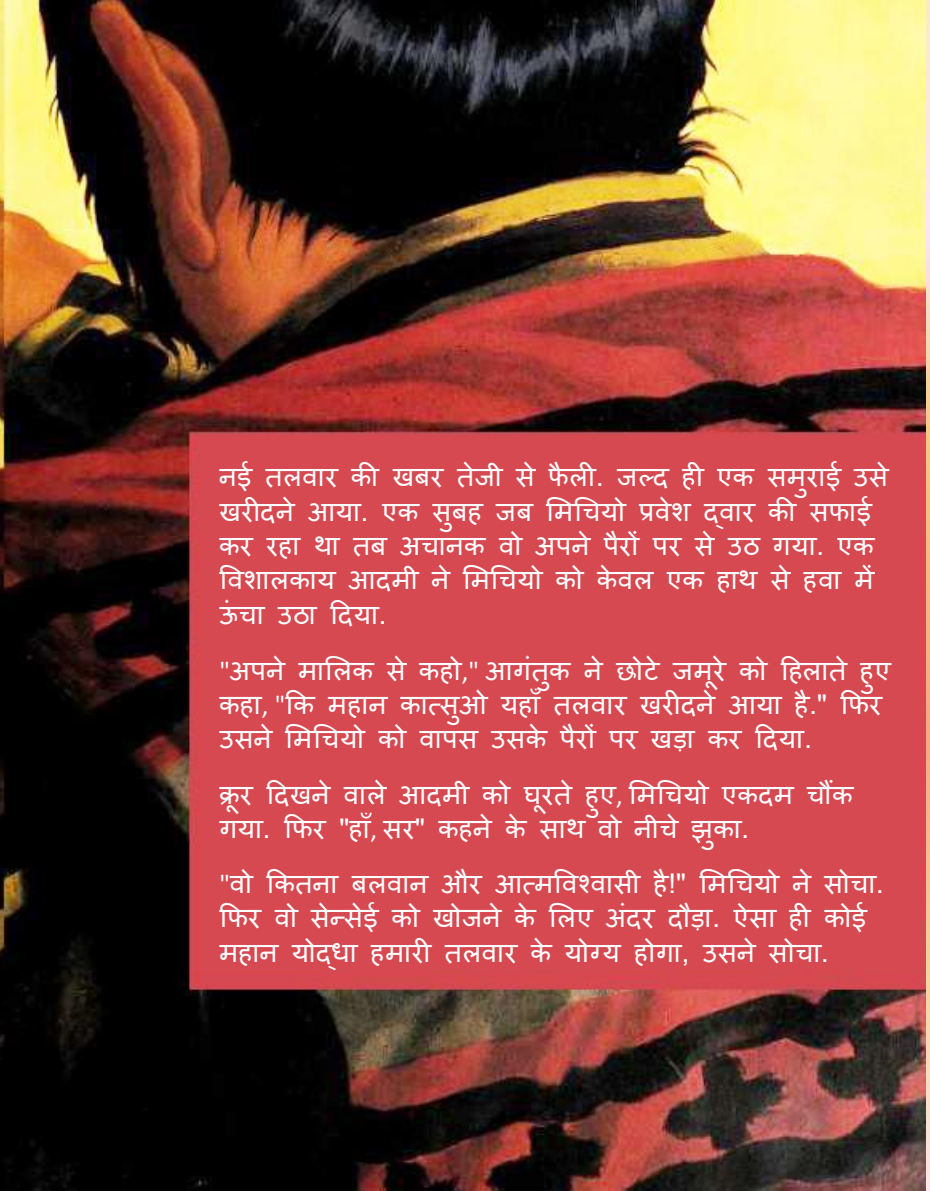 नई तलवार की खबर तेजी से फैली. जल्द ही एक समुराई उसे
खरीदने आया. एक सुबह जब मिचियो प्रवेश द्वार की सफाई
कर रहा था तब अचानक वो अपने पैरों पर से उठ गया. एक
विशालकाय आदमी ने मिचियो को केवल एक हाथ से हवा में
ऊंचा उठा दिया.
"अपने मालिक से कहो," आगंतुक ने छोटे जमूरे को हिलाते हुए
कहा, "कि महान कात्सुओ यहाँ तलवार खरीदने आया है." फिर
उसने मिचियो को वापस उसके पैरों पर खड़ा कर दिया.
क्रूर दिखने वाले आदमी को घूरते हुए, मिचियो एकदम चौंक
गया. फिर "हाँ, सर" कहने के साथ वो नीचे झुका.
"वो कितना बलवान और आत्मविश्वासी है!" मिचियो ने सोचा.
फिर वो सेन्सेई को खोजने के लिए अंदर दौड़ा. ऐसा ही कोई
महान योद्धा हमारी तलवार के योग्य होगा, उसने सोचा.